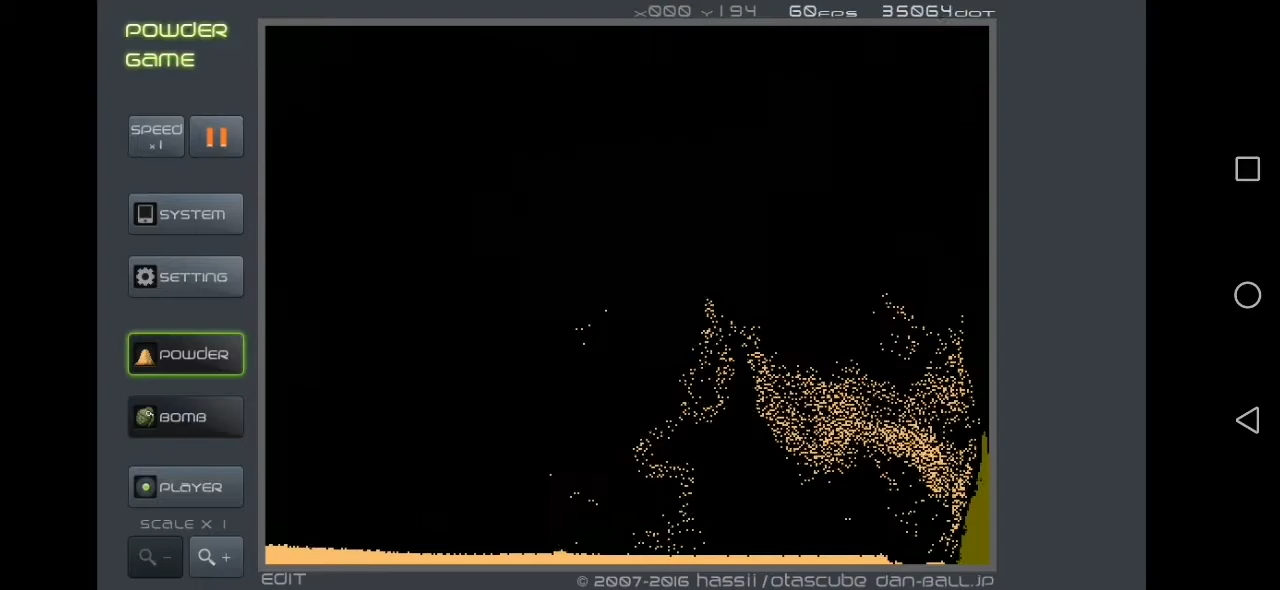 POWDER
GAME
x000 Y194 60FPS 35064DOT
SPEED
x1
SYSTEM
SETTING
POWDER
BOMB
PLAYER
SCALE x 1
- +
EDIT
© 2007-2016 hassii/otascube dan-ball.jp